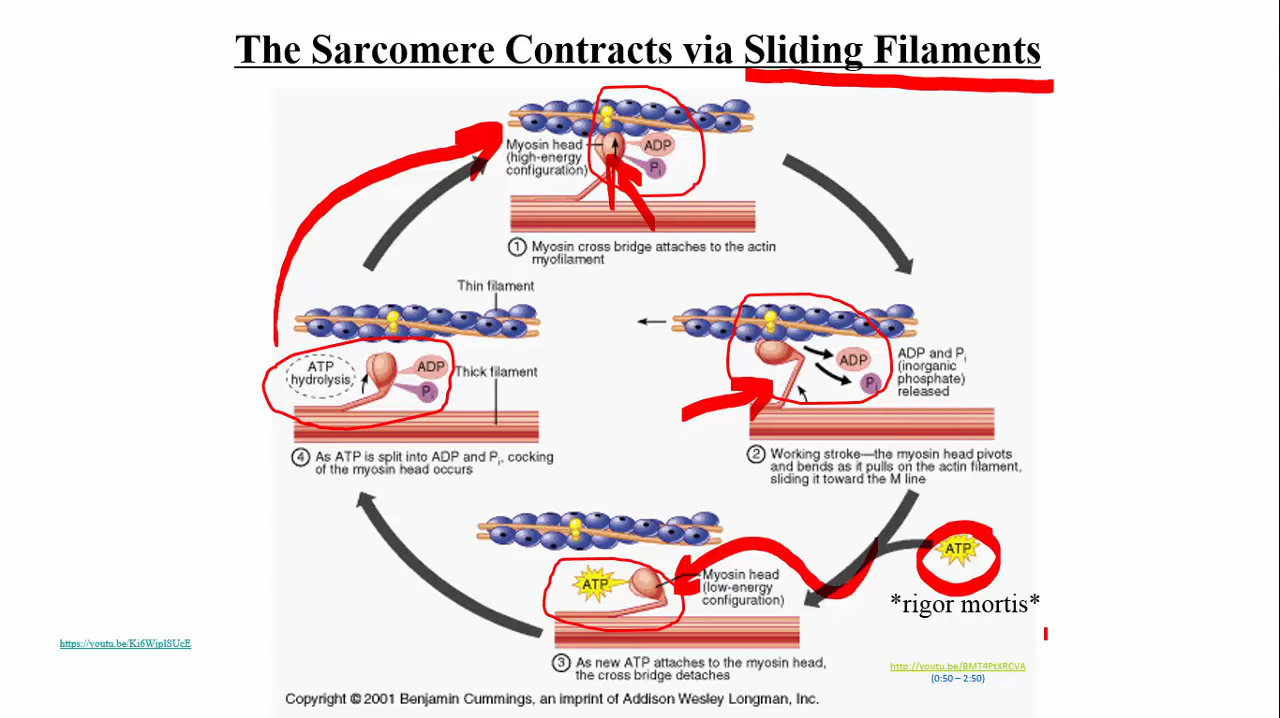 The Sarcomere Contracts via Sliding Filaments
Myosin head
(high-energy
configuration)
ADP
Pi
① Myosin cross bridge attaches to the actin
myofilament
Thin filament
ATP
hydrolysis
ADP
Pi
Thick filament
④ As ATP is split into ADP and Pi, cocking
of the myosin head occurs
ADP
Pi
ADP and Pi
(inorganic
phosphate)
released
② Working stroke—the myosin head pivots
and bends as it pulls on the actin filament,
sliding it toward the M line
ATP
*rigor mortis*
ATP
Myosin head
(low-energy
configuration)
③ As new ATP attaches to the myosin head,
the cross bridge detaches
https://youtu.be/Ki6WjplSUcE
http://youtu.be/BMT4PtXRCVA
(0:50 – 2:50)
Copyright © 2001 Benjamin Cummings, an imprint of Addison Wesley Longman, Inc.